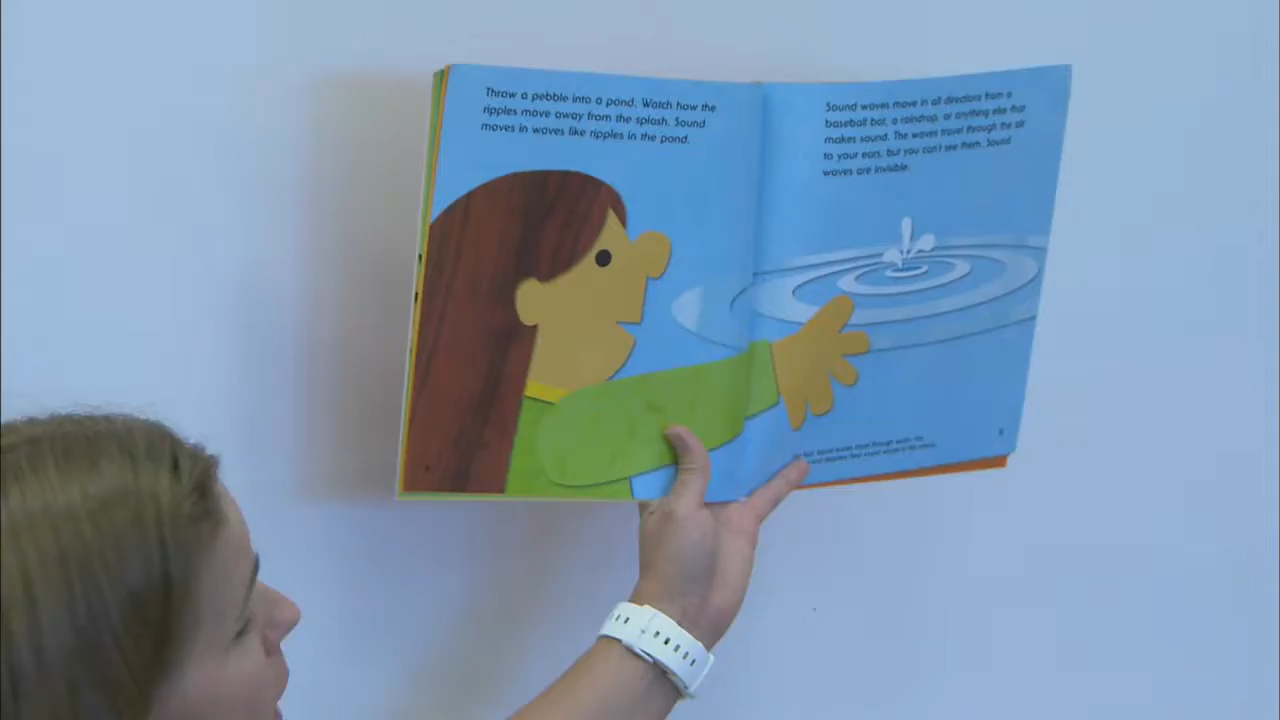 Throw a pebble into a pond. Watch how the
ripples move away from the splash. Sound
moves in waves like ripples in the pond.
Sound waves move in all directions from a
baseball bat, a raindrop, or anything else that
makes sound. The waves travel through the air
to your ears, but you can't see them. Sound
waves are invisible.